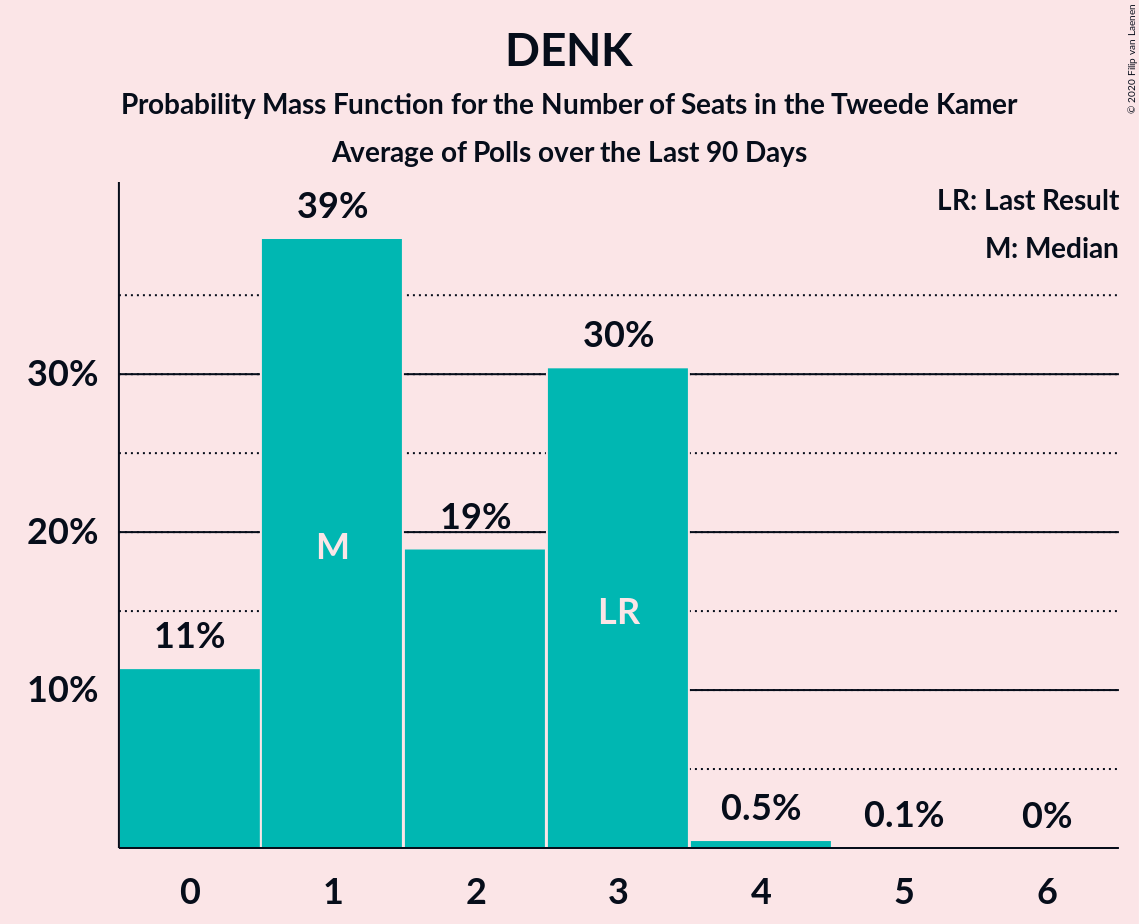 DENK
Probability Mass Function for the Number of Seats in the Tweede Kamer
Average of Polls over the Last 90 Days
© 2020 Filip van Laenen
LR: Last Result
M: Median
39%
30%
19%
11%
0.5%
0.1%
0%
M
LR
30%
20%
10%
0 1 2 3 4 5 6